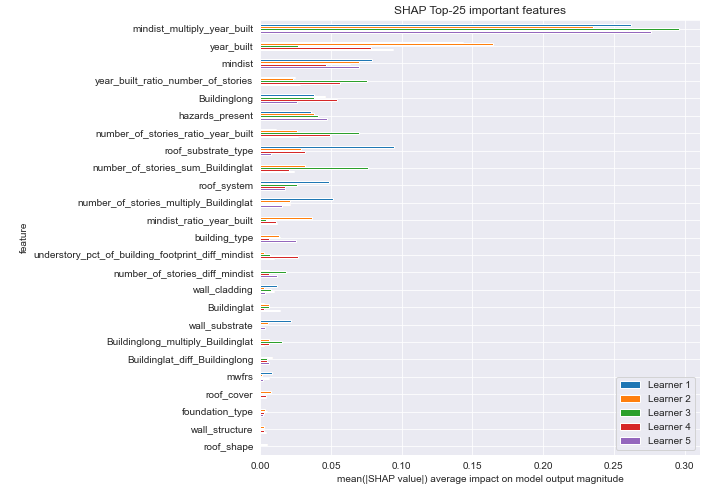 SHAP Top-25 important features
mindist_multiply_year_built
year_built
mindist
year_built_ratio_number_of_stories
Buildinglong
hazards_present
number_of_stories_ratio_year_built
roof_substrate_type
number_of_stories_sum_Buildinglat
roof_system
number_of_stories_multiply_Buildinglat
mindist_ratio_year_built
building_type
understory_pct_of_building_footprint_diff_mindist
number_of_stories_diff_mindist
wall_cladding
Buildinglat
wall_substrate
Buildinglong_multiply_Buildinglat
Buildinglat_diff_Buildinglong
mwfrs
roof_cover
foundation_type
wall_structure
roof_shape
feature
Learner 1
Learner 2
Learner 3
Learner 4
Learner 5
0.00 0.05 0.10 0.15 0.20 0.25 0.30
mean(|SHAP value|) average impact on model output magnitude